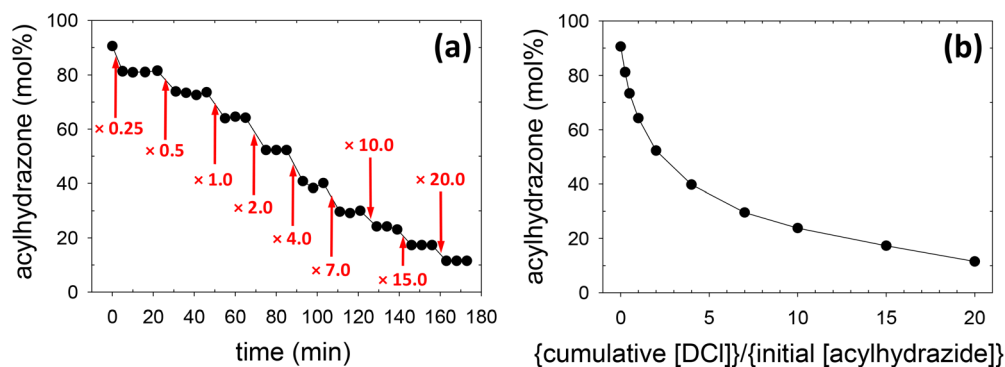 (a)
acylhydrazone (mol%)
100
80
60
40
20
0
× 0.25
× 0.5
× 1.0
× 2.0
× 4.0
× 7.0
× 10.0
× 15.0
× 20.0
0 20 40 60 80 100 120 140 160 180
time (min)
(b)
acylhydrazone (mol%)
100
80
60
40
20
0
0 5 10 15 20
{cumulative [DCl]}/{initial [acylhydrazide]}